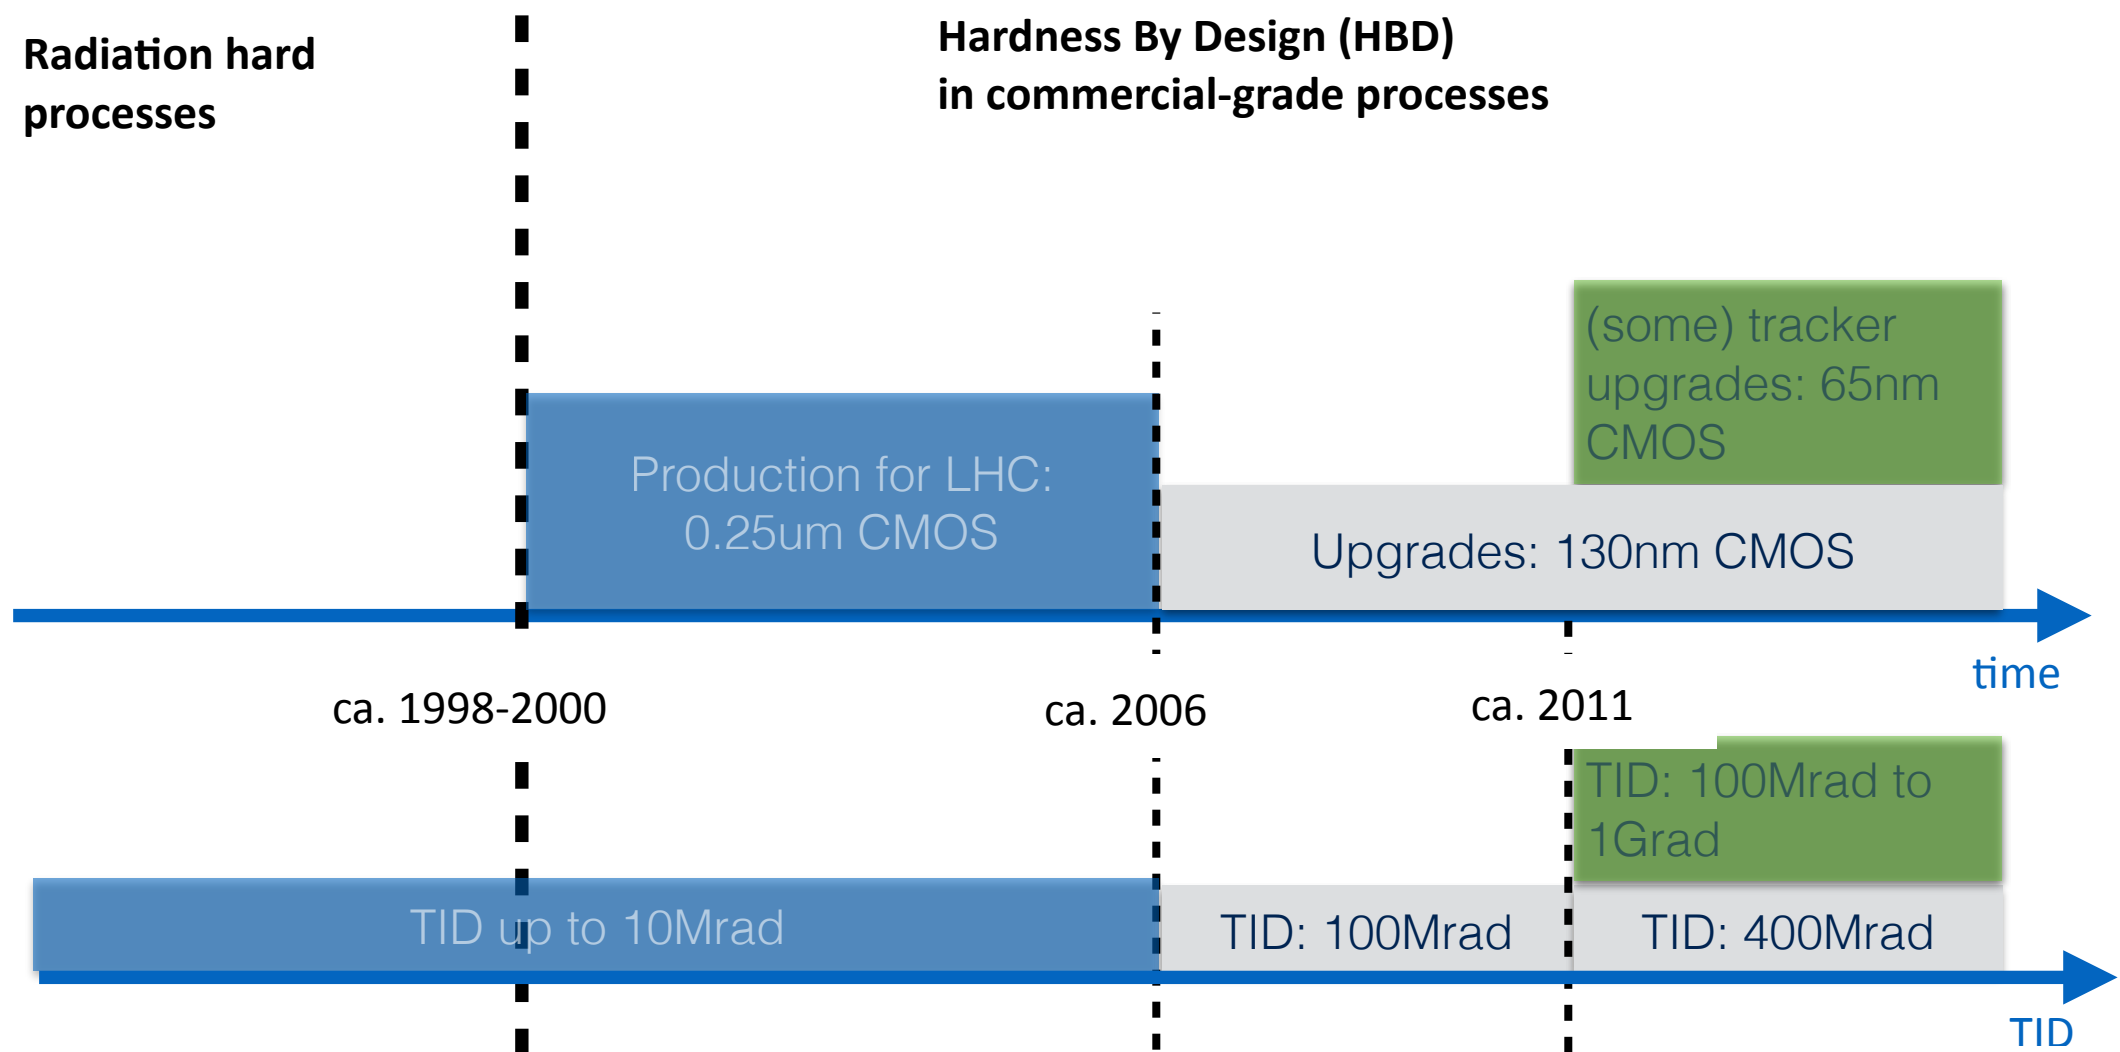 Radiation hard
processes
Hardness By Design (HBD)
in commercial-grade processes
(some) tracker
upgrades: 65nm
CMOS
Production for LHC:
0.25um CMOS
Upgrades: 130nm CMOS
time
ca. 1998-2000
ca. 2006
ca. 2011
TID: 100Mrad to
1Grad
TID up to 10Mrad
TID: 100Mrad
TID: 400Mrad
TID